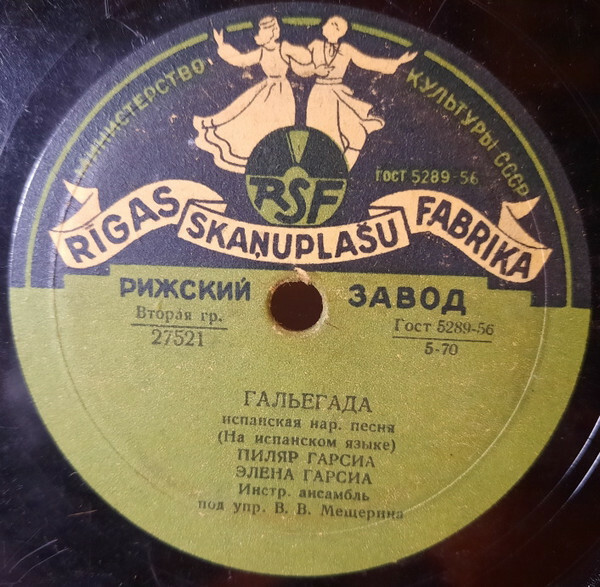 МИНИСТЕРСТВО КУЛЬТУРЫ СССР
ГОСТ 5289-56
RSF
RĪGAS SKAŅUPLAŠU FABRIKA
РИЖСКИЙ ЗАВОД
Вторая гр.
27521
Гост 5289-56
5-70
ГАЛЬЕГАДА
испанская нар. песня
(На испанском языке)
ПИЛЯР ГАРСИА
ЭЛЕНА ГАРСИА
Инстр. ансамбль
под упр. В. В. Мещерина